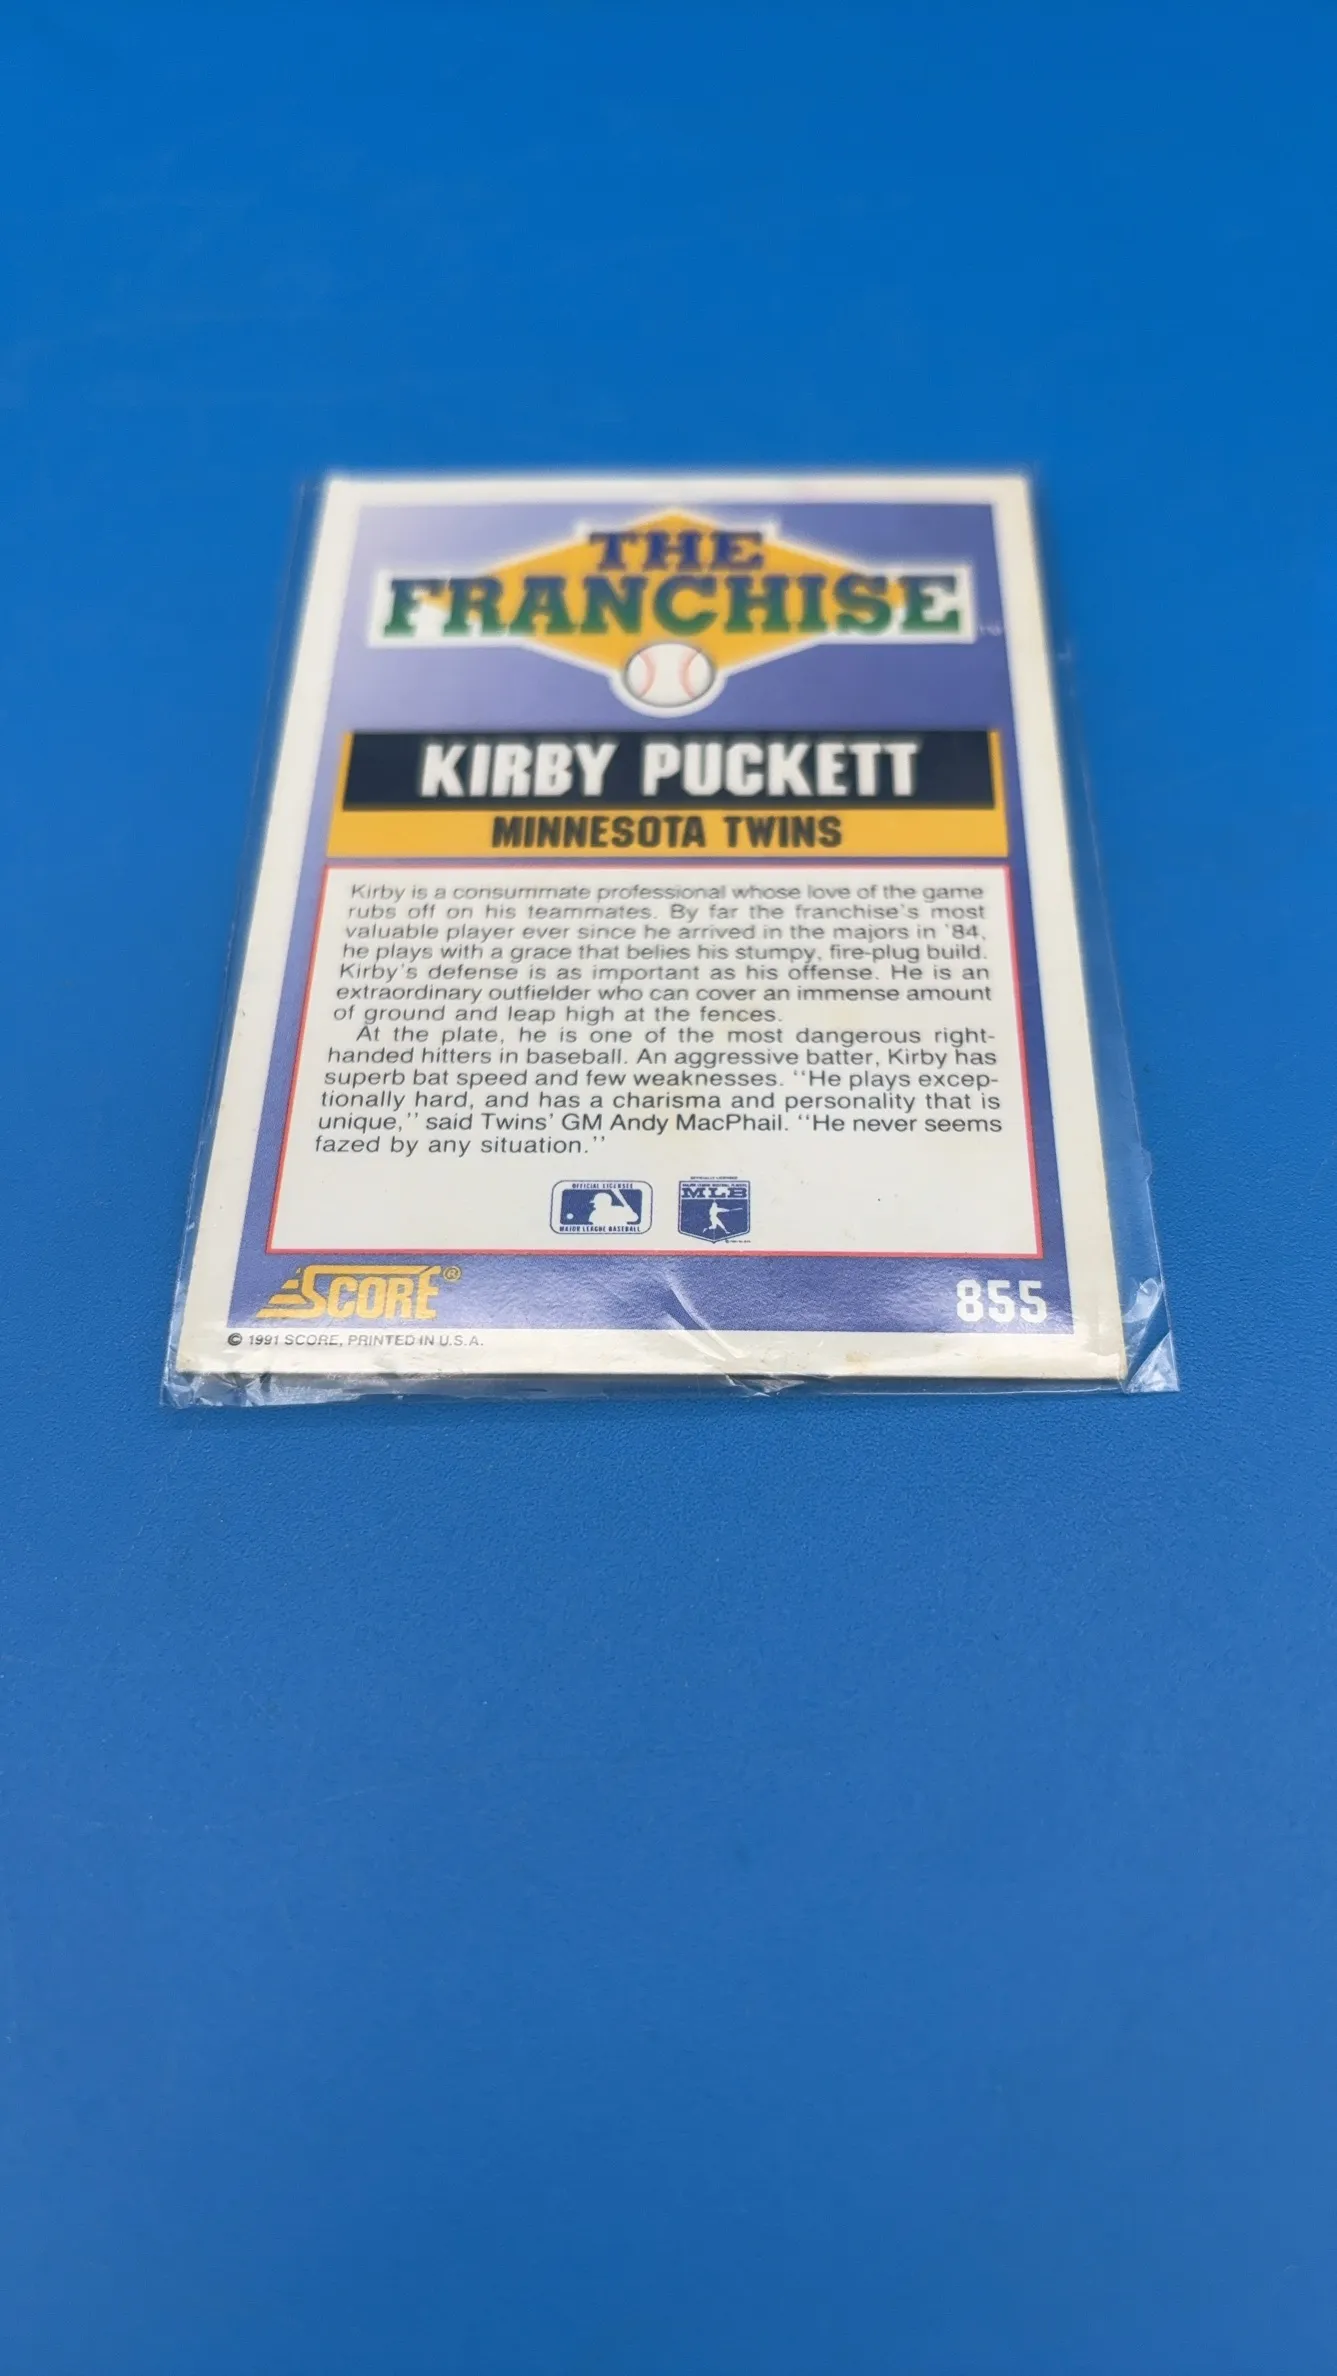 THE
FRANCHISE
KIRBY PUCKETT
MINNESOTA TWINS
Kirby is a consummate professional whose love of the game
rubs off on his teammates. By far the franchise's most
valuable player ever since he arrived in the majors in '84,
he plays with a grace that belies his stumpy, fire-plug build.
Kirby's defense is as important as his offense. He is an
extraordinary outfielder who can cover an immense amount
of ground and leap high at the fences.
At the plate, he is one of the most dangerous right-
handed hitters in baseball. An aggressive batter, Kirby has
superb bat speed and few weaknesses. ‘‘He plays excep-
tionally hard, and has a charisma and personality that is
unique,’’ said Twins’ GM Andy MacPhail. ‘‘He never seems
fazed by any situation.’’
OFFICIAL LICENSEE
MAJOR LEAGUE BASEBALL
MLB
SCORE® 855
© 1991 SCORE, PRINTED IN U.S.A.